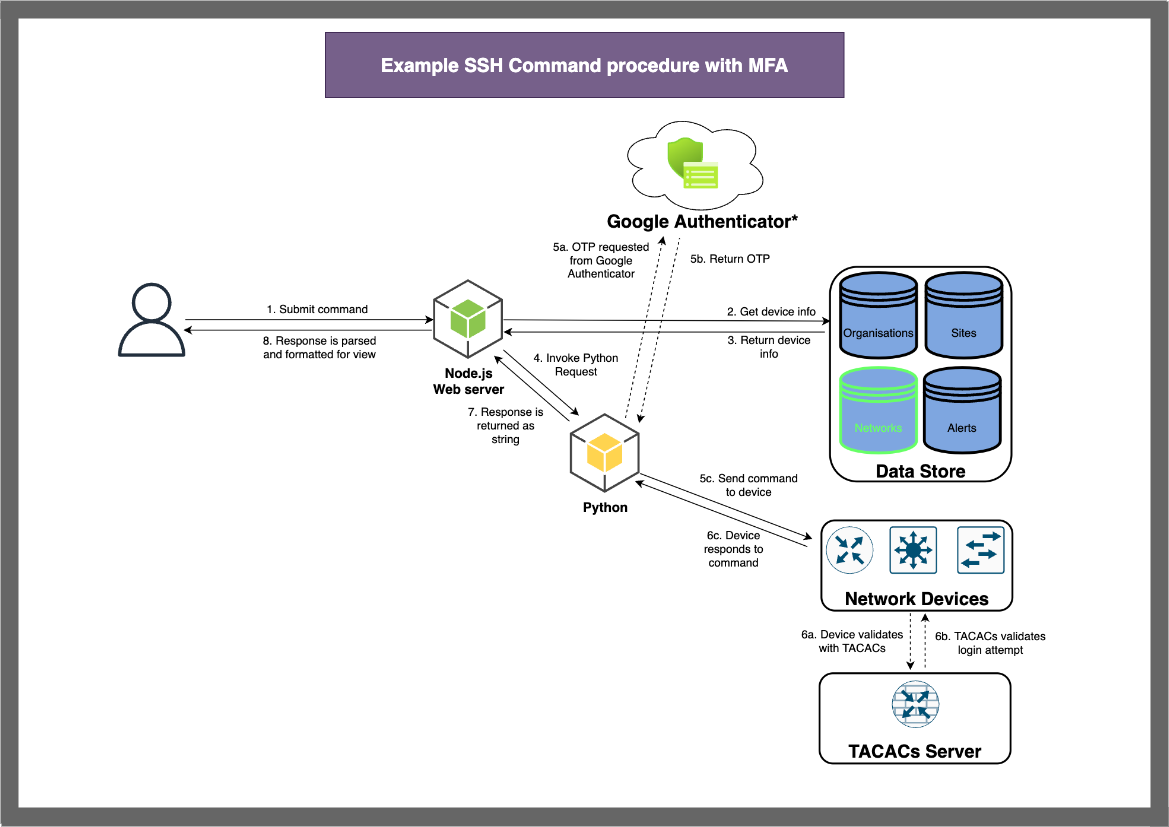 Example SSH Command procedure with MFA
Google Authenticator*
5a. OTP requested
from Google
Authenticator
5b. Return OTP
1. Submit command
8. Response is parsed
and formatted for view
Node.js
Web server
2. Get device info
3. Return device
info
Organisations
Sites
Networks
Alerts
Data Store
4. Invoke Python
Request
7. Response is
returned as
string
Python
5c. Send command
to device
6c. Device
responds to
command
Network Devices
6a. Device validates
with TACACs
6b. TACACs validates
login attempt
TACACs Server